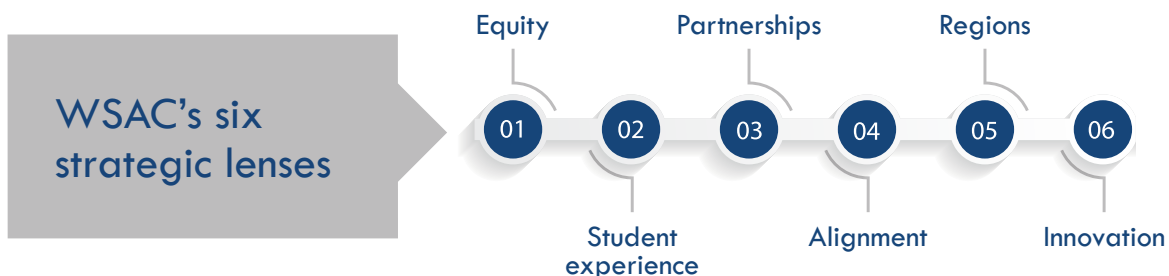 WSAC's six
strategic lenses
Equity
Partnerships
Regions
01
02
03
04
05
06
Student
experience
Alignment
Innovation